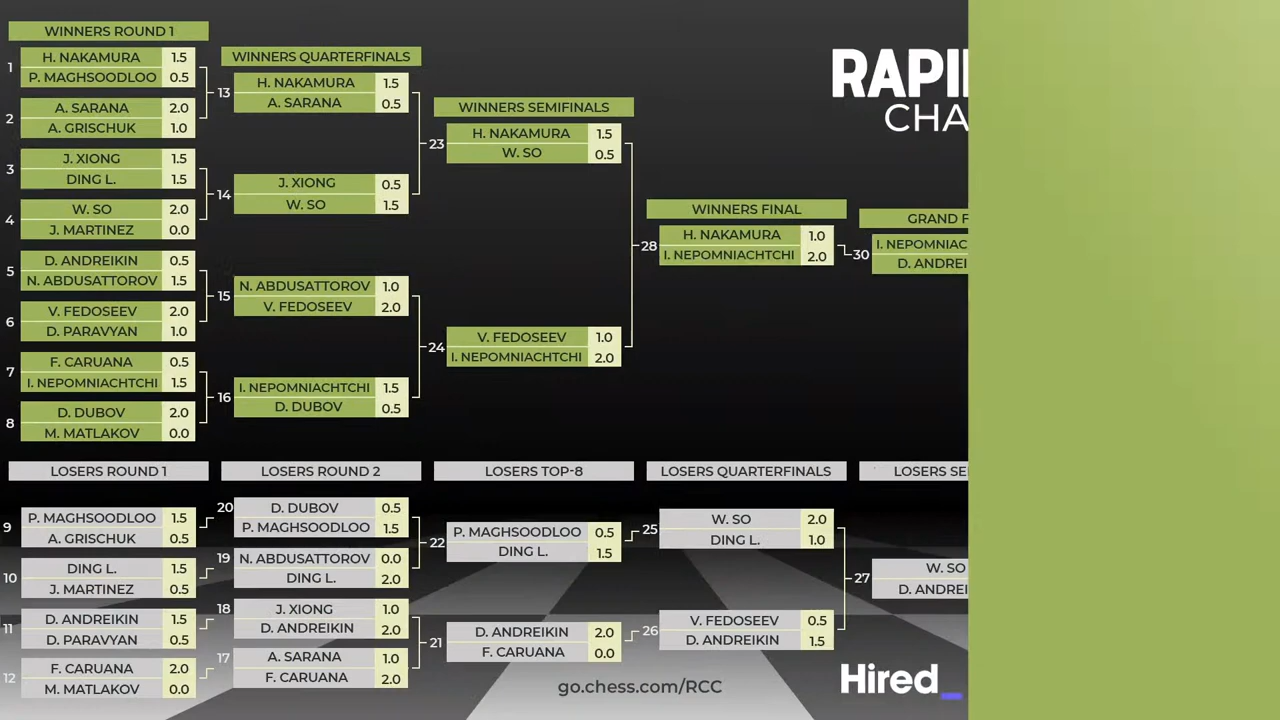 WINNERS ROUND 1
1
H. NAKAMURA 1.5
P. MAGHSOODLOO 0.5
2
A. SARANA 2.0
A. GRISCHUK 1.0
3
J. XIONG 1.5
DING L. 1.5
4
W. SO 2.0
J. MARTINEZ 0.0
5
D. ANDREIKIN 0.5
N. ABDUSATTOROV 1.5
6
V. FEDOSEEV 2.0
D. PARAVYAN 1.0
7
F. CARUANA 0.5
I. NEPOMNIACHTCHI 1.5
8
D. DUBOV 2.0
M. MATLAKOV 0.0
WINNERS QUARTERFINALS
13
H. NAKAMURA 1.5
A. SARANA 0.5
14
J. XIONG 0.5
W. SO 1.5
15
N. ABDUSATTOROV 1.0
V. FEDOSEEV 2.0
16
I. NEPOMNIACHTCHI 1.5
D. DUBOV 0.5
WINNERS SEMIFINALS
23
H. NAKAMURA 1.5
W. SO 0.5
24
V. FEDOSEEV 1.0
I. NEPOMNIACHTCHI 2.0
WINNERS FINAL
28
H. NAKAMURA 1.0
I. NEPOMNIACHTCHI 2.0
RAPI
CHA
GRAND F
30
I. NEPOMNIAC
D. ANDREI
LOSERS ROUND 1
9
P. MAGHSOODLOO 1.5
A. GRISCHUK 0.5
10
DING L. 1.5
J. MARTINEZ 0.5
11
D. ANDREIKIN 1.5
D. PARAVYAN 0.5
12
F. CARUANA 2.0
M. MATLAKOV 0.0
LOSERS ROUND 2
20
D. DUBOV 0.5
P. MAGHSOODLOO 1.5
19
N. ABDUSATTOROV 0.0
DING L. 2.0
18
J. XIONG 1.0
D. ANDREIKIN 2.0
17
A. SARANA 1.0
F. CARUANA 2.0
LOSERS TOP-8
22
P. MAGHSOODLOO 0.5
DING L. 1.5
21
D. ANDREIKIN 2.0
F. CARUANA 0.0
LOSERS QUARTERFINALS
25
W. SO 2.0
DING L. 1.0
26
V. FEDOSEEV 0.5
D. ANDREIKIN 1.5
LOSERS SE
27
W. SO
D. ANDREI
go.chess.com/RCC
Hired_